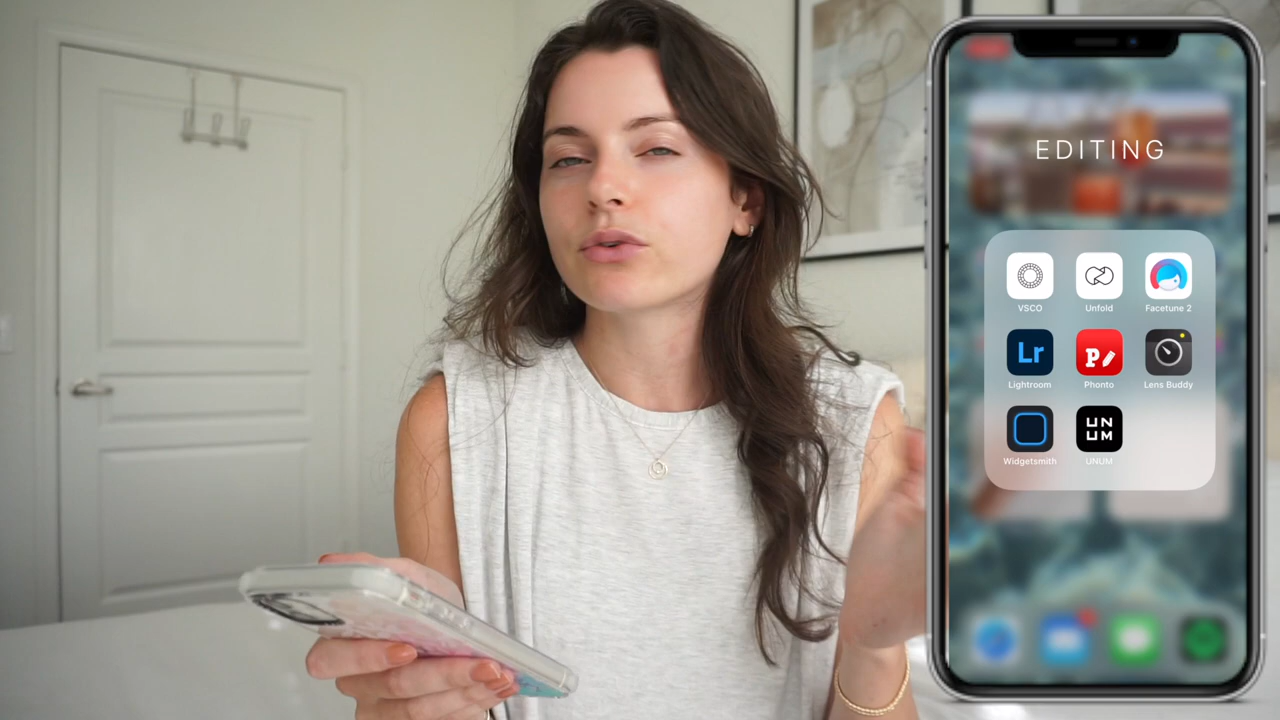 EDITING
VSCO Unfold Facetune 2
Lr
Lightroom Phonto Lens Buddy
UN
UM
Widgetsmith UNUM